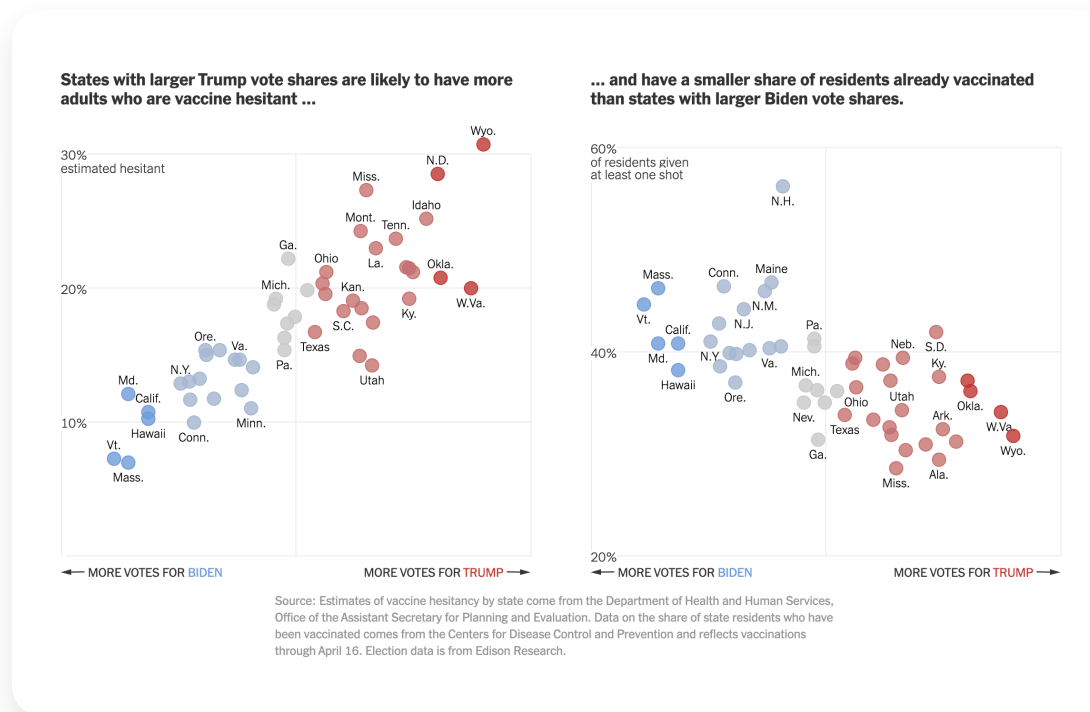 States with larger Trump vote shares are likely to have more
adults who are vaccine hesitant ...
30%
estimated hesitant
Wyo.
N.D.
Miss.
Idaho
Mont.
Tenn.
Ga.
Ohio
La.
Okla.
20%
Mich.
Kan.
W.Va.
Ky.
S.C.
Ore.
Va.
Texas
Pa.
Utah
N.Y.
Md.
Calif.
10%
Hawaii
Conn.
Minn.
Vt.
Mass.
MORE VOTES FOR BIDEN
MORE VOTES FOR TRUMP
... and have a smaller share of residents already vaccinated
than states with larger Biden vote shares.
60%
of residents given
at least one shot
N.H.
Mass.
Conn.
Maine
N.M.
Vt.
N.J.
Calif.
Pa.
Neb.
S.D.
40%
Md.
N.Y.
Va.
Ky.
Hawaii
Mich.
Ore.
Utah
Ohio
Okla.
Nev.
Ark.
Texas
W.Va.
Ga.
Wyo.
Ala.
Miss.
20%
MORE VOTES FOR BIDEN
MORE VOTES FOR TRUMP
Source: Estimates of vaccine hesitancy by state come from the Department of Health and Human Services,
Office of the Assistant Secretary for Planning and Evaluation. Data on the share of state residents who have
been vaccinated comes from the Centers for Disease Control and Prevention and reflects vaccinations
through April 16. Election data is from Edison Research.